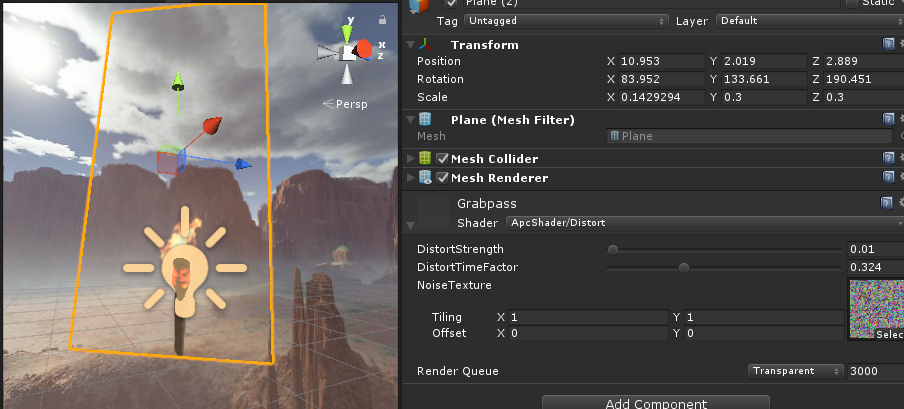 y
x
z
Persp
Plane (2)
Static
Tag Untagged Layer Default
Transform
Position X 10.953 Y 2.019 Z 2.889
Rotation X 83.952 Y 133.661 Z 190.451
Scale X 0.1429294 Y 0.3 Z 0.3
Plane (Mesh Filter)
Mesh Plane
Mesh Collider
Mesh Renderer
Grabpass
Shader ApcShader/Distort
DistortStrength 0.01
DistortTimeFactor 0.324
NoiseTexture
Tiling X 1 Y 1
Offset X 0 Y 0
Selec
Render Queue Transparent 3000
Add Component